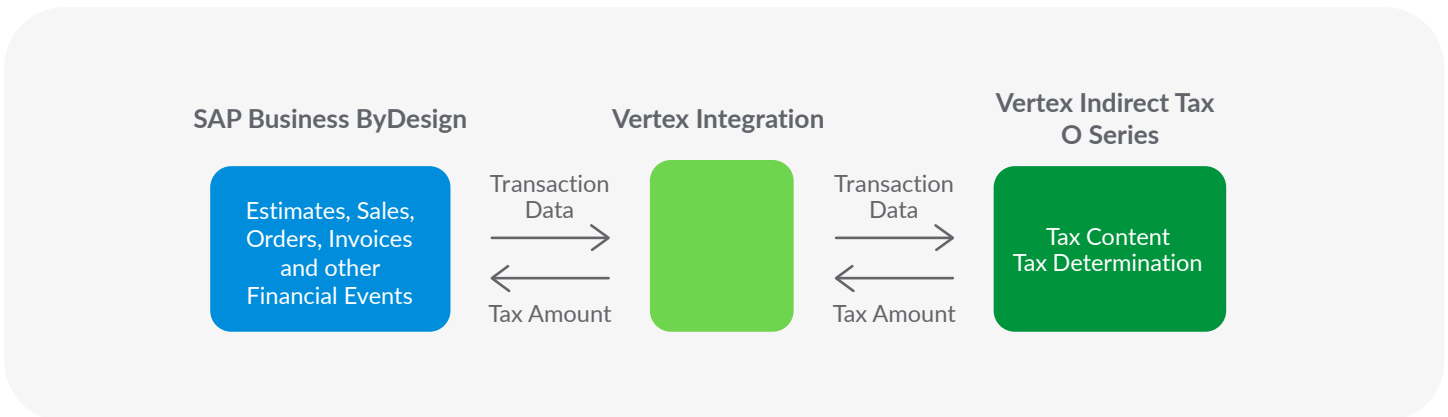 SAP Business ByDesign
Estimates, Sales,
Orders, Invoices
and other
Financial Events
Transaction
Data
Tax Amount
Vertex Integration
Transaction
Data
Tax Amount
Vertex Indirect Tax
O Series
Tax Content
Tax Determination